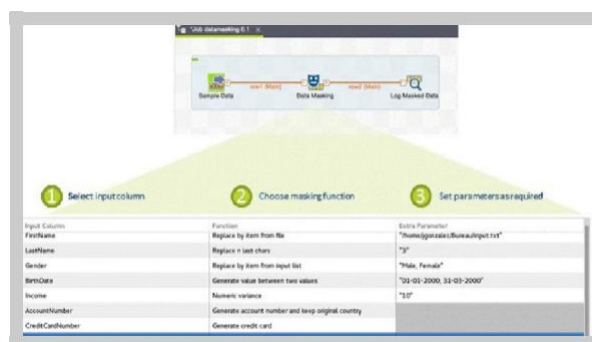 *Job datamasking 0.1
row1 (Main)
row2 (Main)
Sample Data
Data Masking
Log Masked Data
1 Select input column
2 Choose masking function
3 Set parameters as required
Input Column Function Extra Parameter
FirstName Replace by item from file "/home/jgonzales/Bureau/input.txt"
LastName Replace n last chars "3"
Gender Replace by item from input list "Male, Female"
BirthDate Generate value between two values "01-01-2000, 31-03-2000"
Income Numeric variance "10"
AccountNumber Generate account number and keep original country
CreditCardNumber Generate credit card